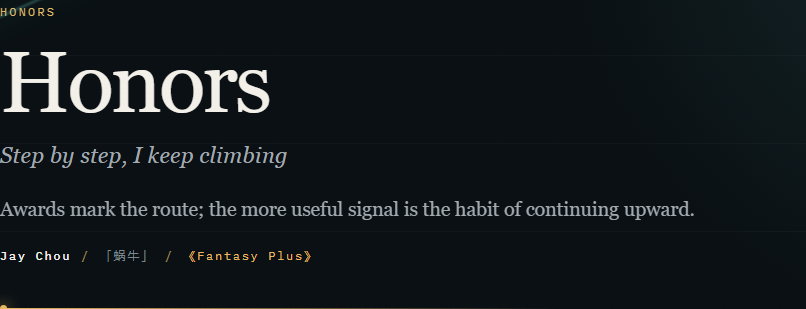 HONORS
Honors
Step by step, I keep climbing
Awards mark the route; the more useful signal is the habit of continuing upward.
Jay Chou / 「蜗牛」 / 《Fantasy Plus》